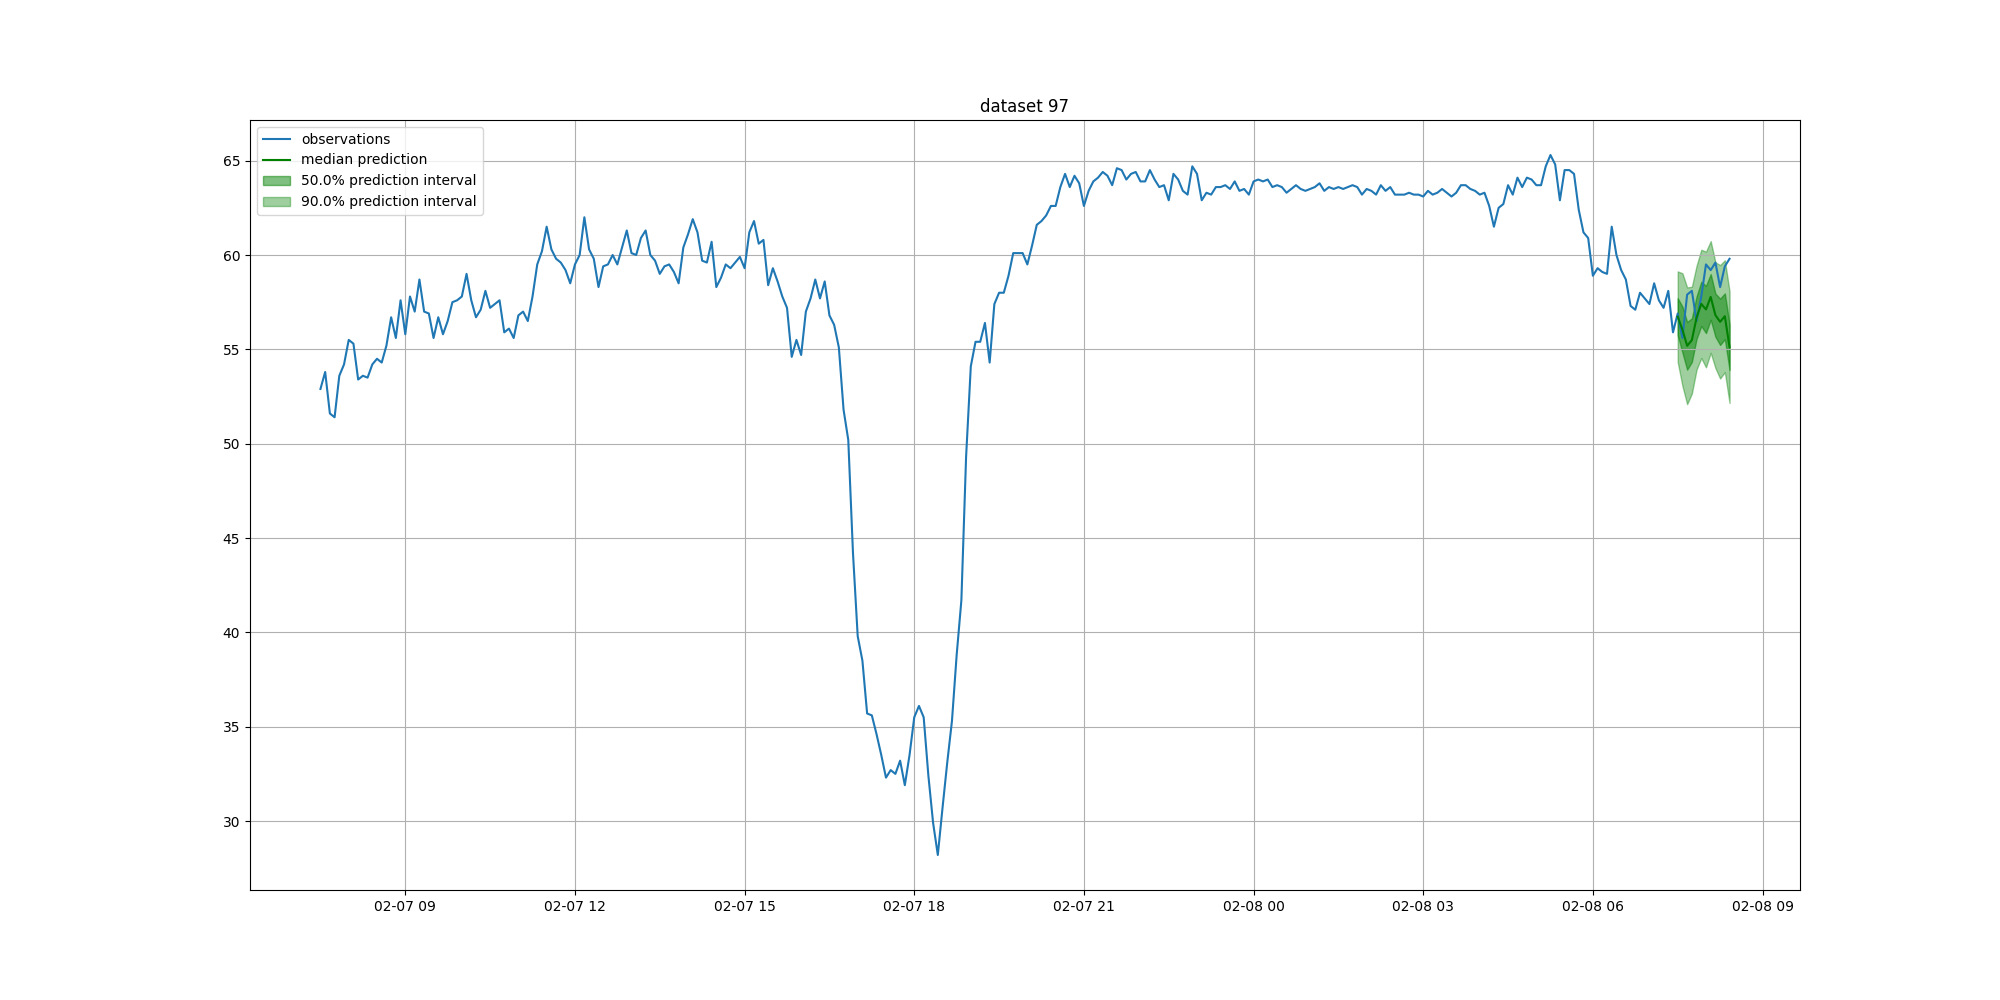 dataset 97
observations
median prediction
50.0% prediction interval
90.0% prediction interval
65
60
55
50
45
40
35
30
02-07 09 02-07 12 02-07 15 02-07 18 02-07 21 02-08 00 02-08 03 02-08 06 02-08 09